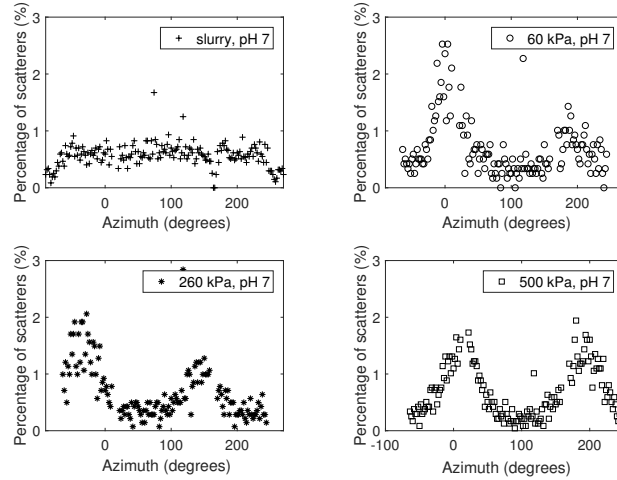 3
2
1
0
Percentage of scatterers (%)
slurry, pH 7
0 100 200
Azimuth (degrees)
3
2
1
0
Percentage of scatterers (%)
60 kPa, pH 7
0 100 200
Azimuth (degrees)
3
2
1
0
Percentage of scatterers (%)
260 kPa, pH 7
0 100 200
Azimuth (degrees)
3
2
1
0
Percentage of scatterers (%)
500 kPa, pH 7
-100 0 100 200
Azimuth (degrees)